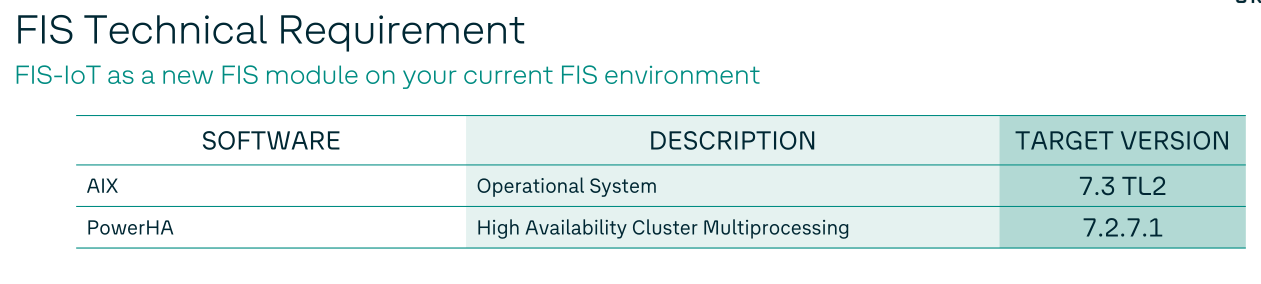 FIS Technical Requirement
FIS-IoT as a new FIS module on your current FIS environment
SOFTWARE DESCRIPTION TARGET VERSION
AIX Operational System 7.3 TL2
PowerHA High Availability Cluster Multiprocessing 7.2.7.1